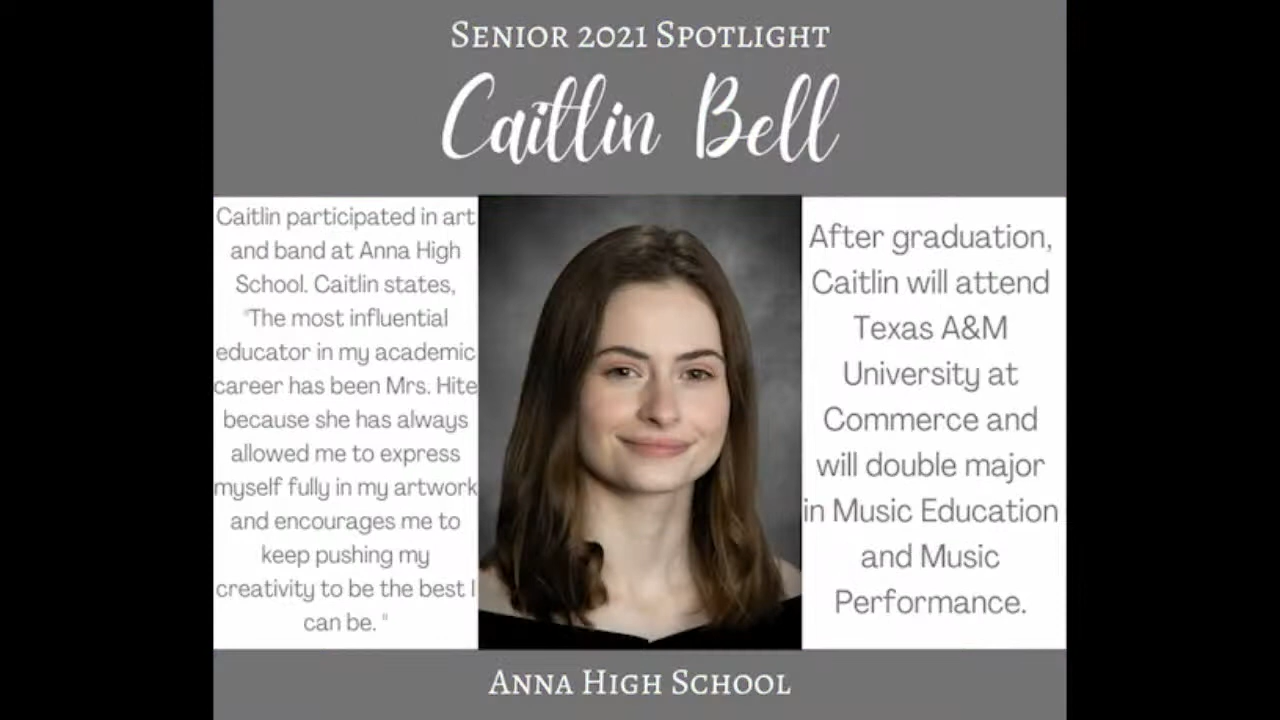 Senior 2021 Spotlight
Caitlin Bell
Caitlin participated in art
and band at Anna High
School. Caitlin states,
"The most influential
educator in my academic
career has been Mrs. Hite
because she has always
allowed me to express
myself fully in my artwork
and encourages me to
keep pushing my
creativity to be the best I
can be. "
After graduation,
Caitlin will attend
Texas A&M
University at
Commerce and
will double major
in Music Education
and Music
Performance.
Anna High School